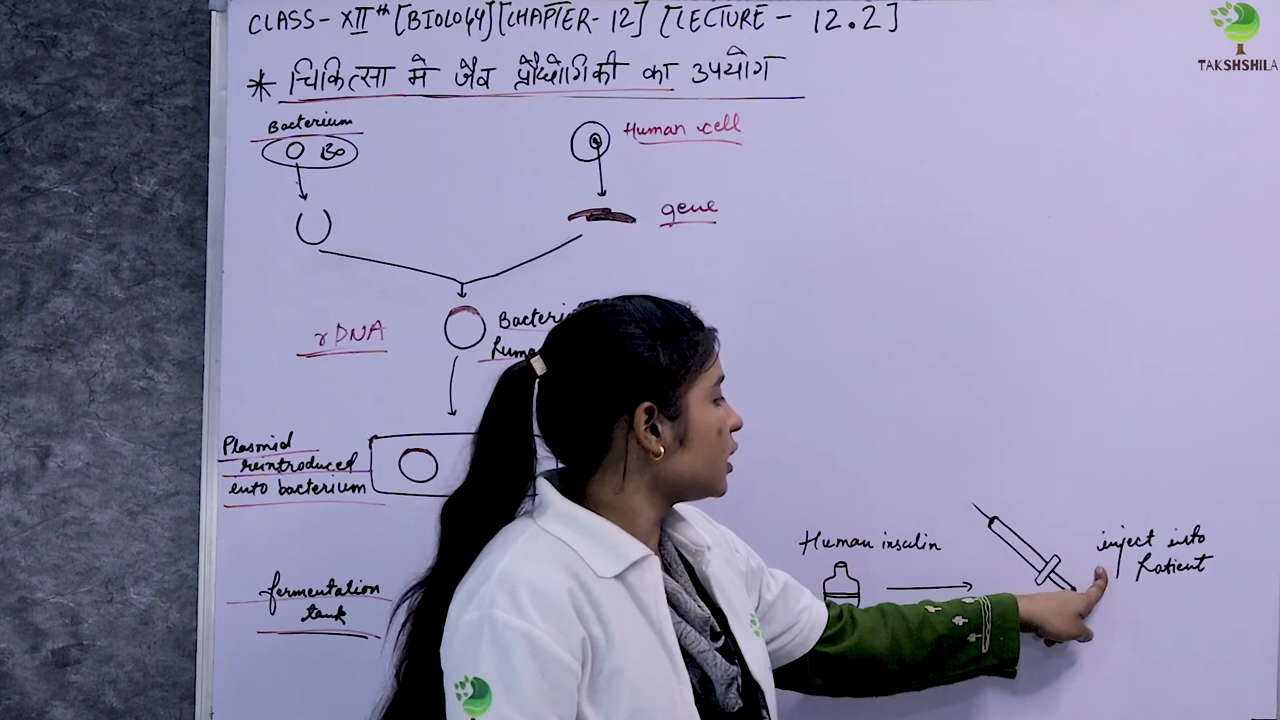 CLASS - XIIth [BIOLOGY] [CHAPTER - 12] [LECTURE - 12.2]
TAKSHSHILA
* चिकित्सा मे जैव प्रौधोगिकी का उपयोग
Bacterium
Human cell
gene
rDNA
Plasmid
reintroduced
into bacterium
Human insulin
inject into
Patient
fermentation
tank